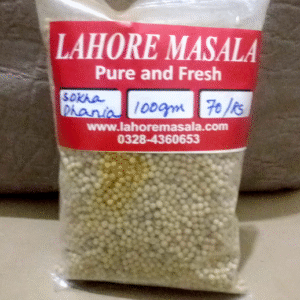 LAHORE MASALA
Pure and Fresh
Sokha Dhania 100gm 70/Rs
www.lahoremasala.com
0328-4360653